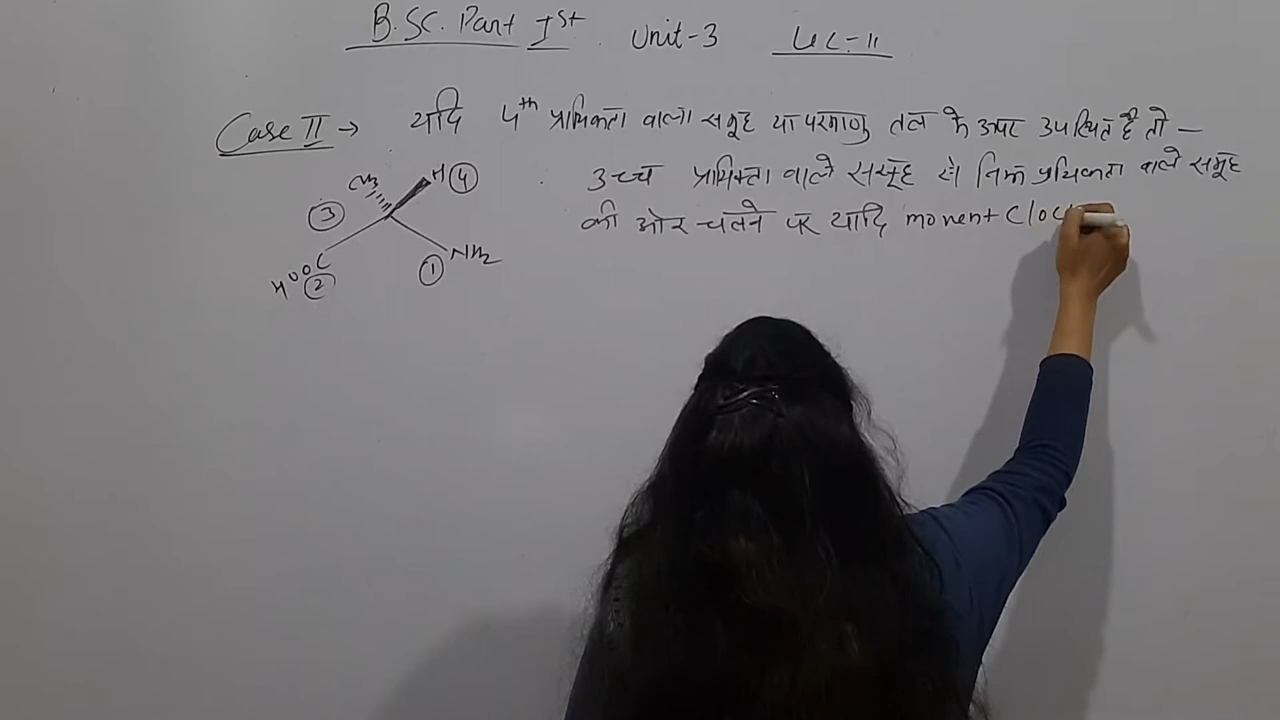 B.Sc. Part Ist Unit-3 Lec-11
Case II → यदि 4th प्राथमिकता वाला समूह या परमाणु तल के ऊपर उपस्थित है तो –
उच्च प्राथमिकता वाले समूह से निम्न प्राथमिकता वाले समूह
की ओर चलने पर यादि moment Cloc
CH3 H ④
③
HOOC ② ① NH2